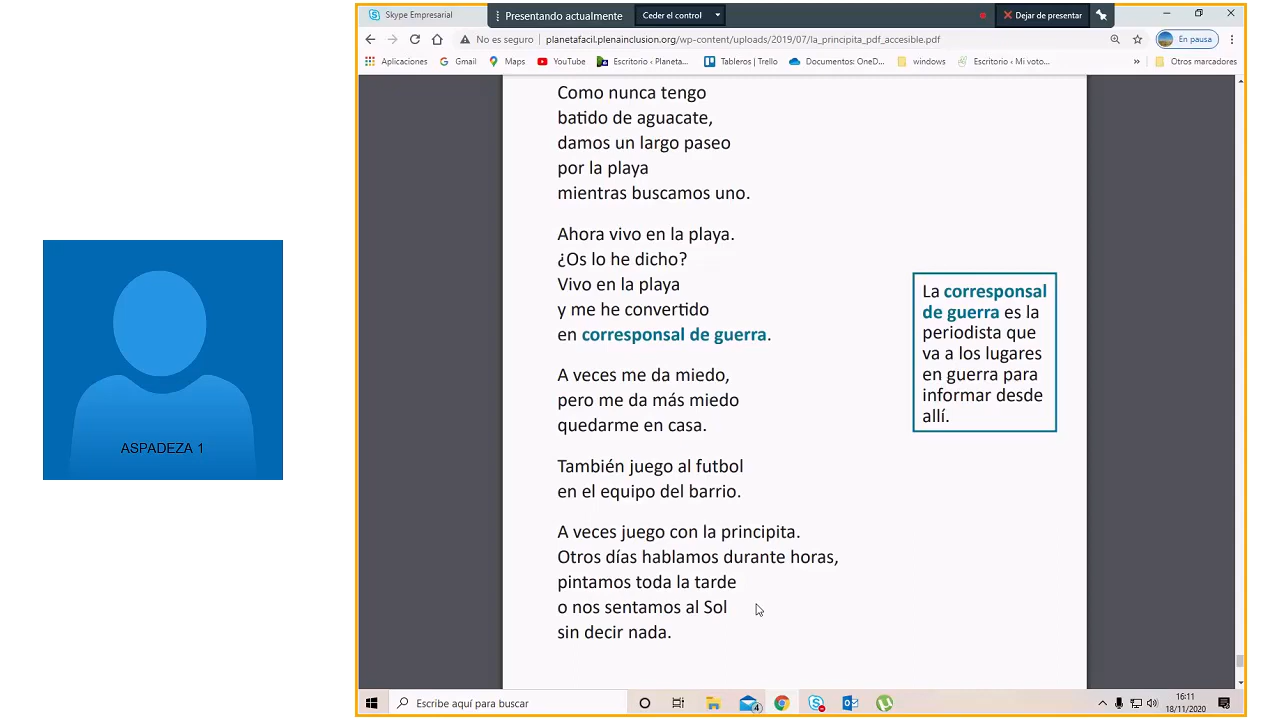 Skype Empresarial
Presentando actualmente
Ceder el control
Dejar de presentar
No es seguro
planetafacil.plenainclusion.org/wp-content/uploads/2019/07/la_principita_pdf_accesible.pdf
En pausa
Aplicaciones
Gmail
Maps
YouTube
Escritorio ‹ Planeta...
Tableros | Trello
Documentos: OneD...
windows
Escritorio ‹ Mi voto...
»
Otros marcadores
Como nunca tengo
batido de aguacate,
damos un largo paseo
por la playa
mientras buscamos uno.
Ahora vivo en la playa.
¿Os lo he dicho?
Vivo en la playa
y me he convertido
en corresponsal de guerra.
A veces me da miedo,
pero me da más miedo
quedarme en casa.
También juego al futbol
en el equipo del barrio.
A veces juego con la principita.
Otros días hablamos durante horas,
pintamos toda la tarde
o nos sentamos al Sol
sin decir nada.
La corresponsal
de guerra es la
periodista que
va a los lugares
en guerra para
informar desde
allí.
ASPADEZA 1
Escribe aquí para buscar
4
16:11
18/11/2020